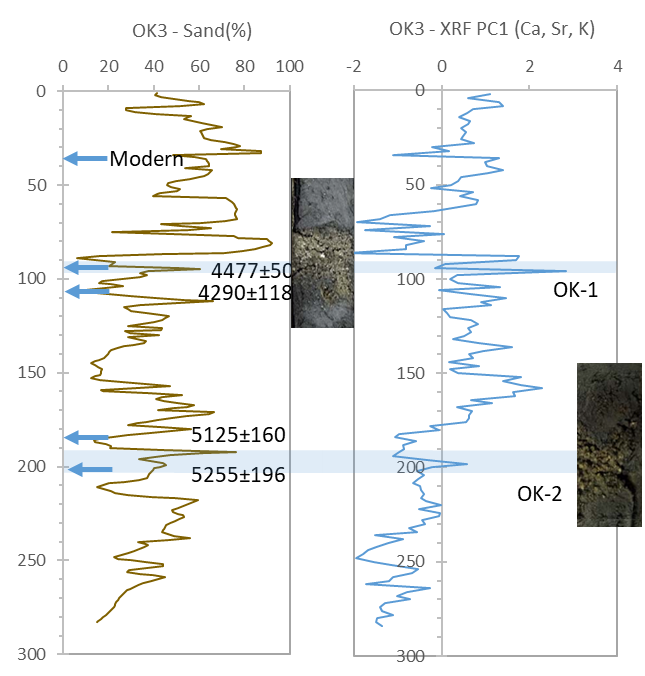 OK3 - Sand(%)
OK3 - XRF PC1 (Ca, Sr, K)
0 20 40 60 80 100
-2 0 2 4
0 0
Modern
50 50
4477±50
100 100
4290±118
OK-1
150 150
5125±160
200 200
5255±196
OK-2
250 250
300 300